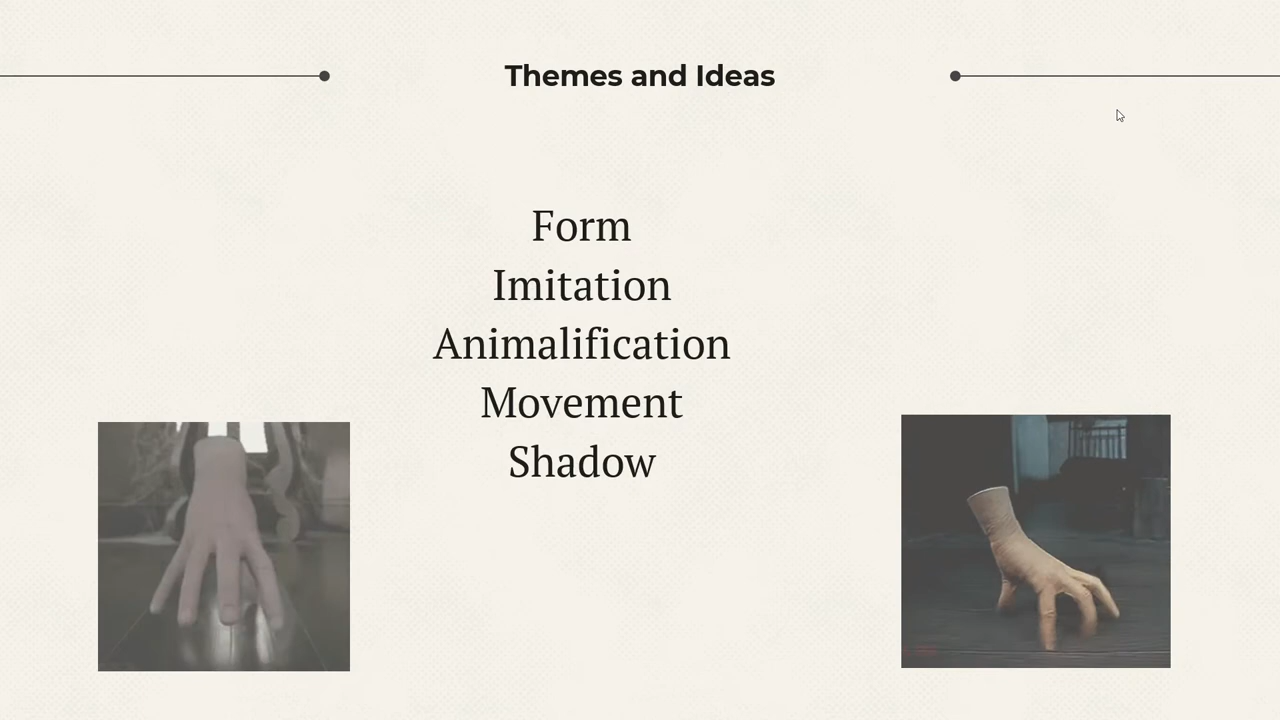 Themes and Ideas
Form
Imitation
Animalification
Movement
Shadow